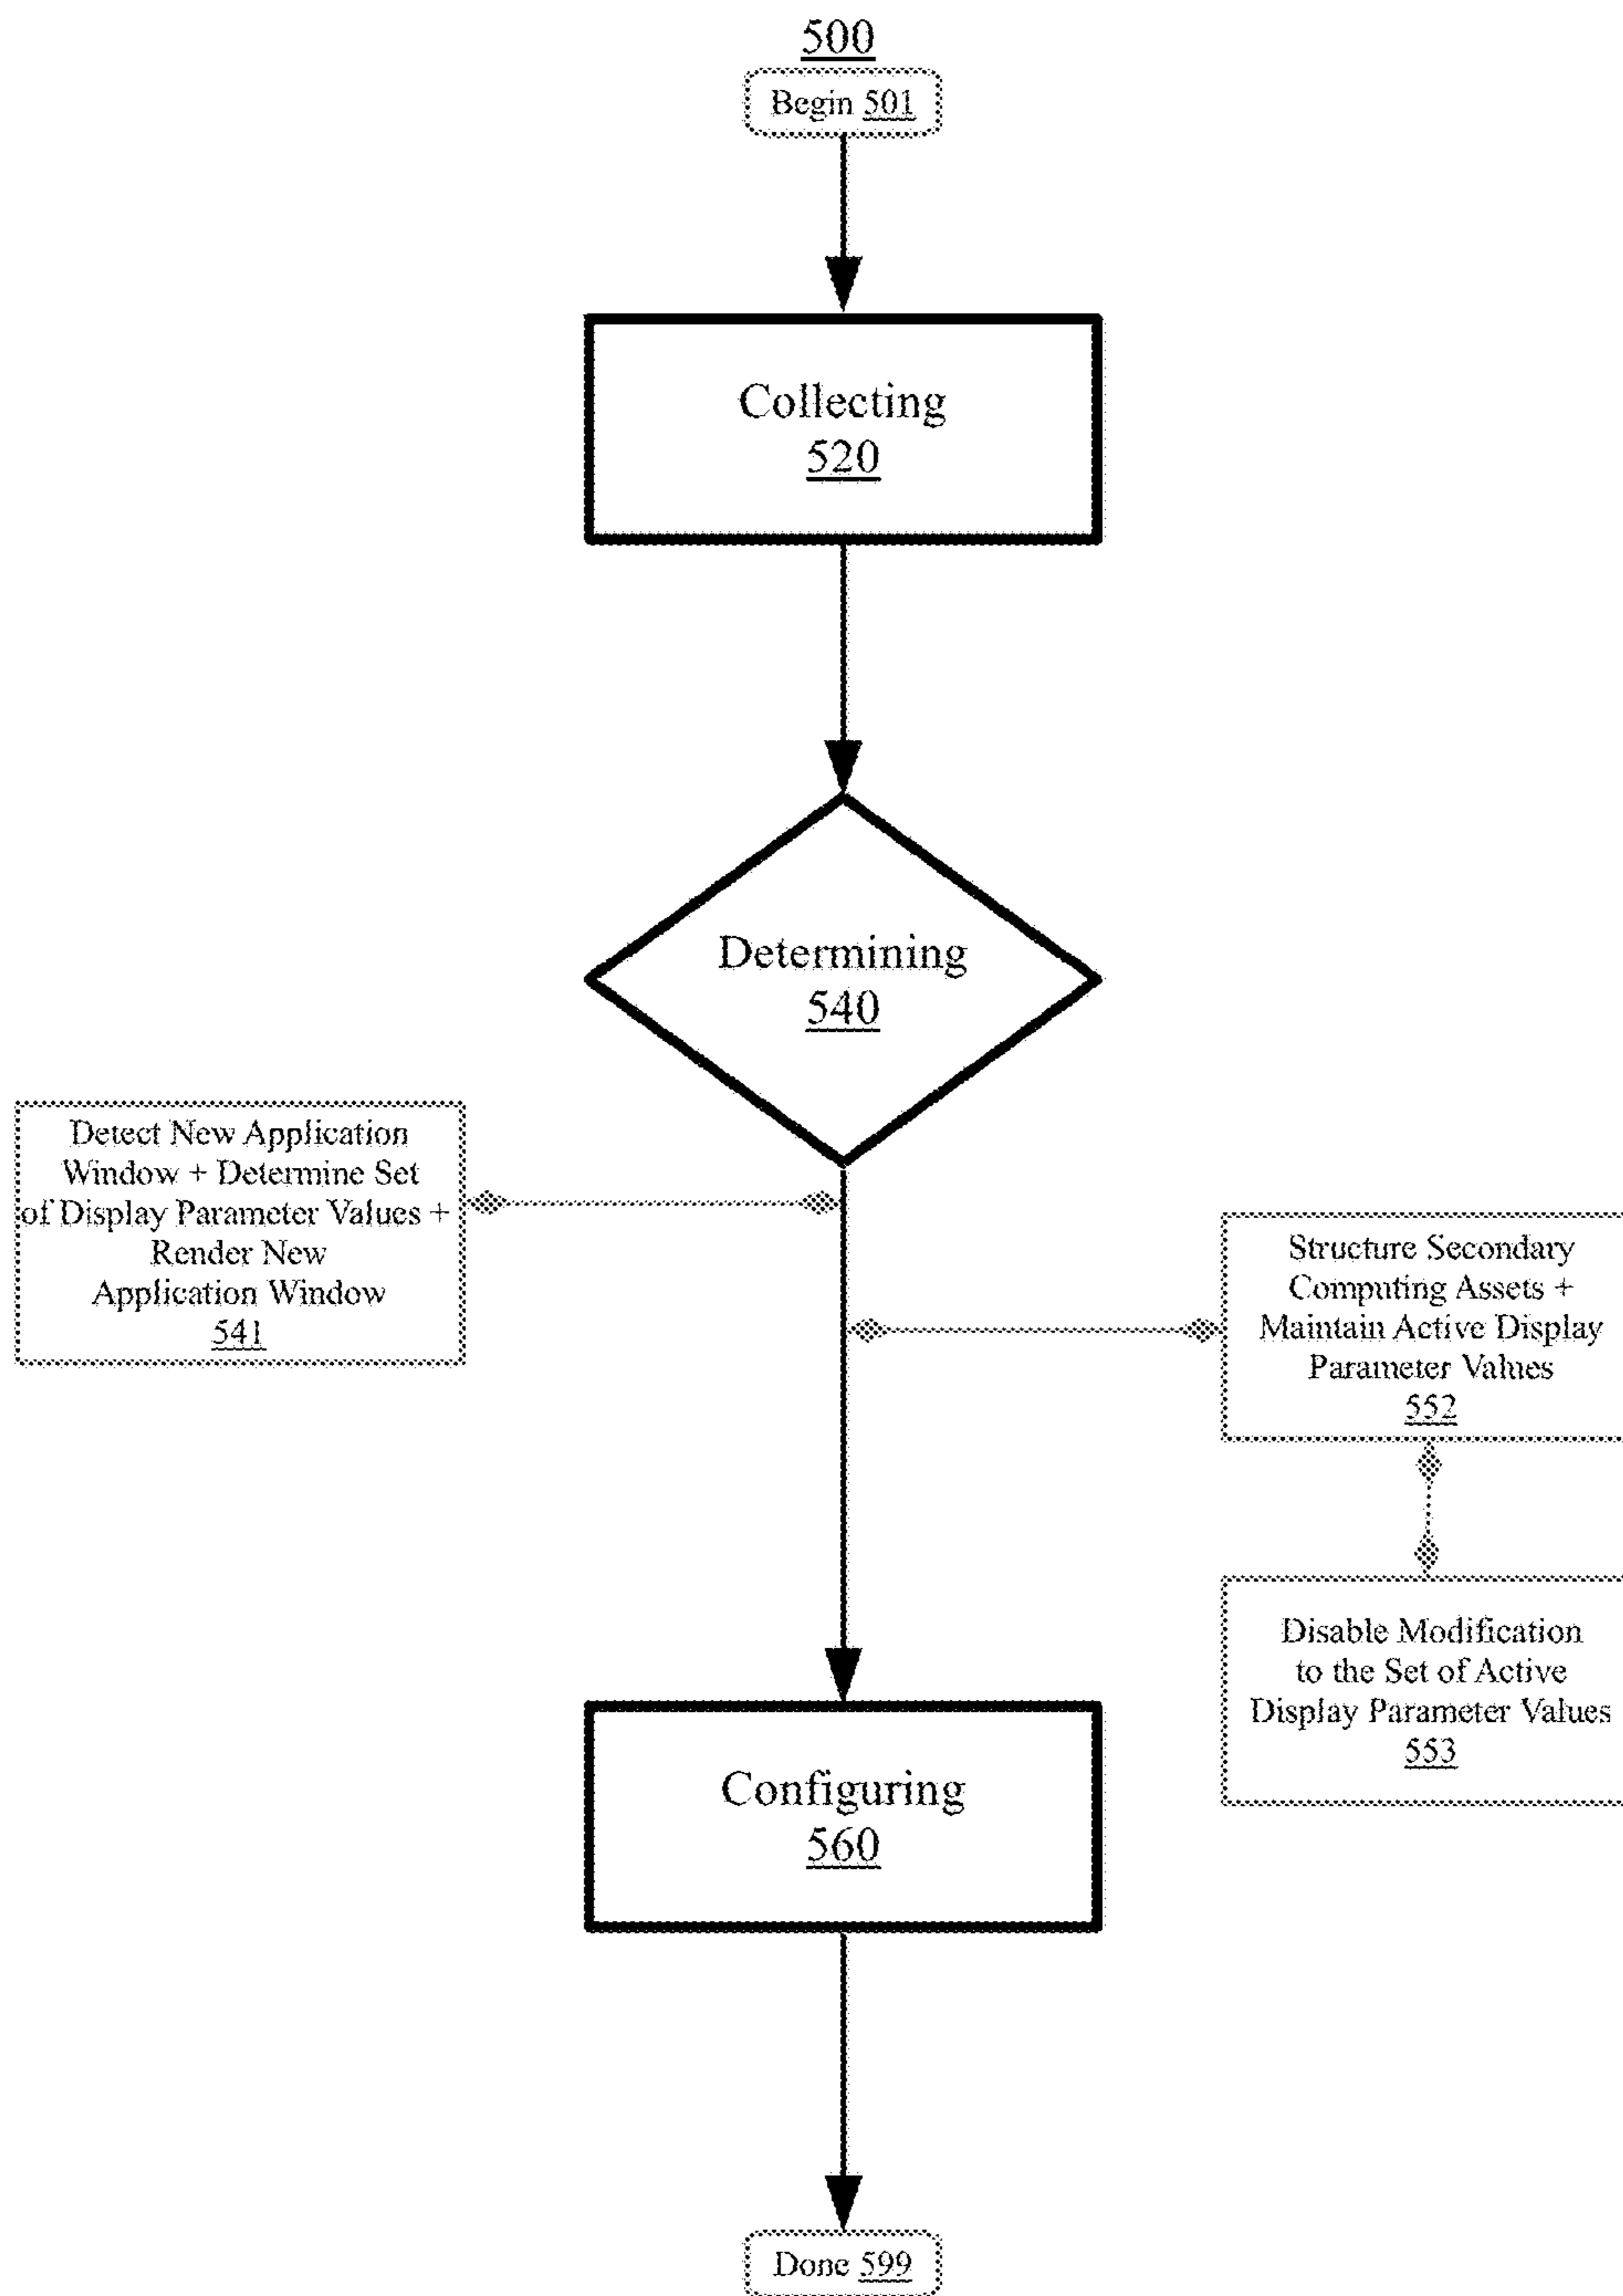 500
Begin 501
Collecting
520
Determining
540
Detect New Application
Window + Determine Set
of Display Parameter Values +
Render New
Application Window
541
Structure Secondary
Computing Assets +
Maintain Active Display
Parameter Values
552
Disable Modification
to the Set of Active
Display Parameter Values
553
Configuring
560
Done 599